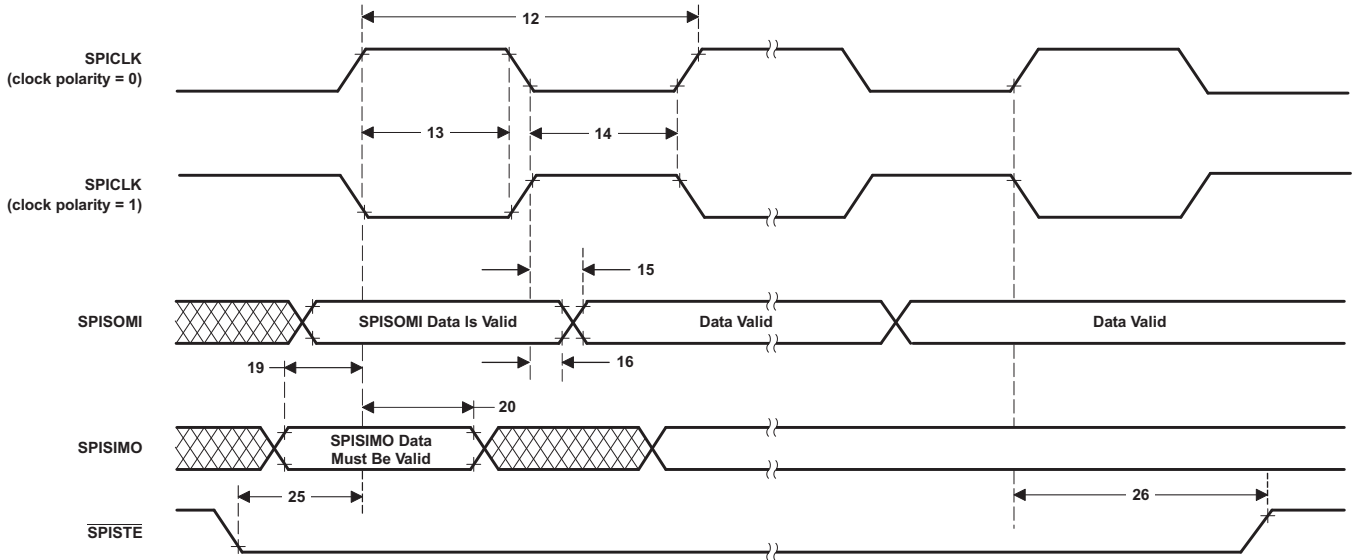 12
SPICLK
(clock polarity = 0)
13
14
SPICLK
(clock polarity = 1)
15
SPISOMI
SPISOMI Data Is Valid
Data Valid
Data Valid
16
19
20
SPISIMO
SPISIMO Data
Must Be Valid
25
26
SPISTE